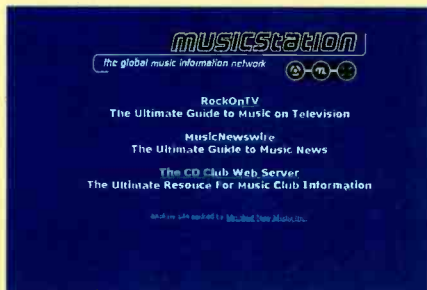 musicstation
the global music information network
RockOnTV
The Ultimate Guide to Music on Television
MusicNewswire
The Ultimate Guide to Music News
The CD Club Web Server
The Ultimate Resouce For Music Club Information